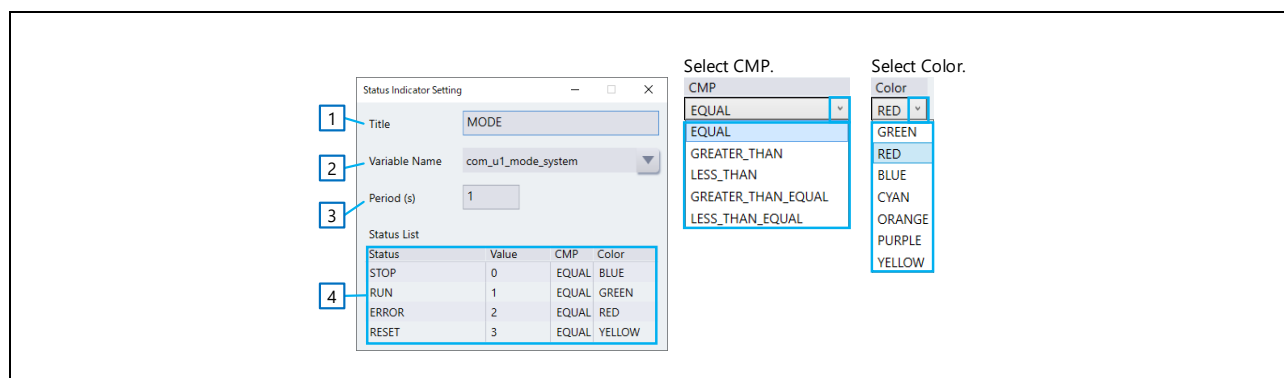 Status Indicator Setting
1
Title
MODE
2
Variable Name
com_u1_mode_system
3
Period (s)
1
Status List
4
Status Value CMP Color
STOP 0 EQUAL BLUE
RUN 1 EQUAL GREEN
ERROR 2 EQUAL RED
RESET 3 EQUAL YELLOW
Select CMP.
CMP
EQUAL
EQUAL
GREATER_THAN
LESS_THAN
GREATER_THAN_EQUAL
LESS_THAN_EQUAL
Select Color.
Color
RED
GREEN
RED
BLUE
CYAN
ORANGE
PURPLE
YELLOW